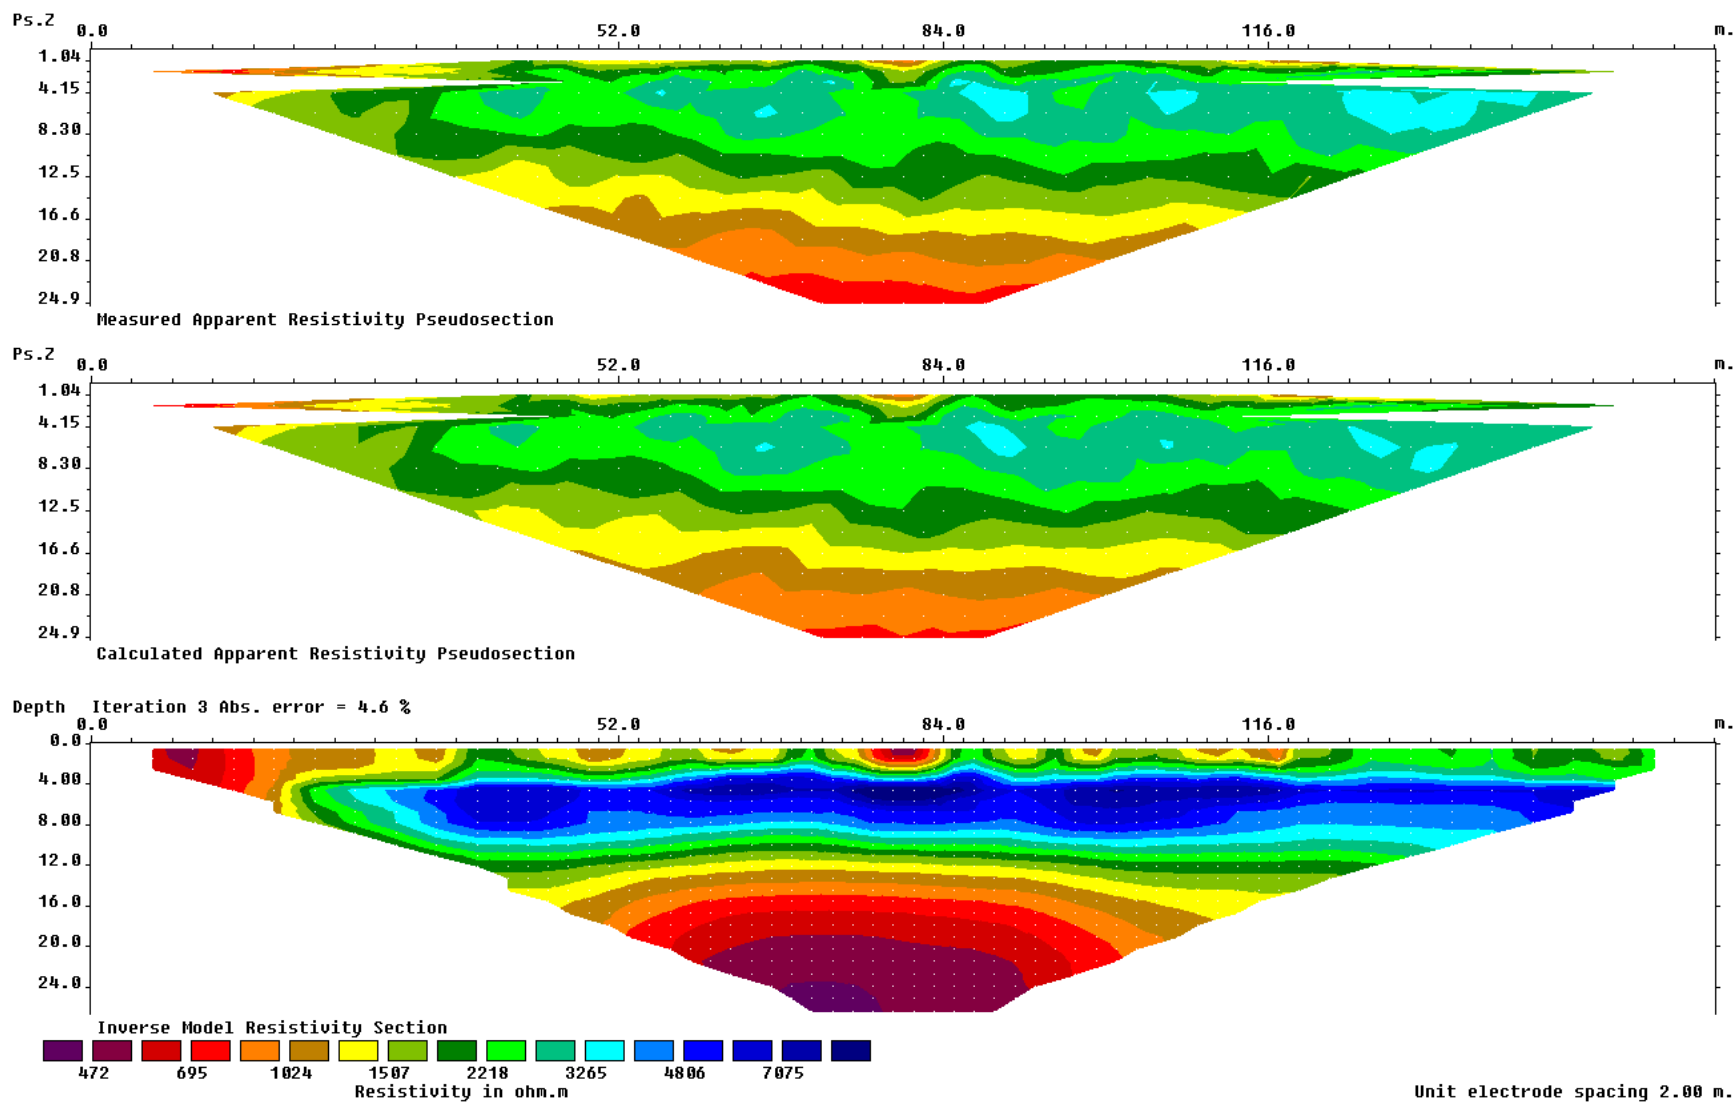 Ps.Z 0.0 52.0 84.0 116.0 m.
1.04
4.15
8.30
12.5
16.6
20.8
24.9
Measured Apparent Resistivity Pseudosection
Ps.Z 0.0 52.0 84.0 116.0 m.
1.04
4.15
8.30
12.5
16.6
20.8
24.9
Calculated Apparent Resistivity Pseudosection
Depth Iteration 3 Abs. error = 4.6 %
0.0 52.0 84.0 116.0 m.
0.0
4.00
8.00
12.0
16.0
20.0
24.0
Inverse Model Resistivity Section
472 695 1024 1507 2218 3265 4806 7075
Resistivity in ohm.m
Unit electrode spacing 2.00 m.